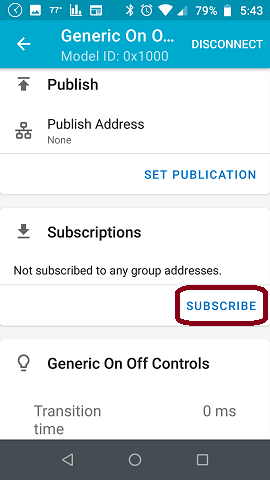 77° 79% 5:43
Generic On O... DISCONNECT
Model ID: 0x1000
Publish
Publish Address
None
SET PUBLICATION
Subscriptions
Not subscribed to any group addresses.
SUBSCRIBE
Generic On Off Controls
Transition 0 ms
time